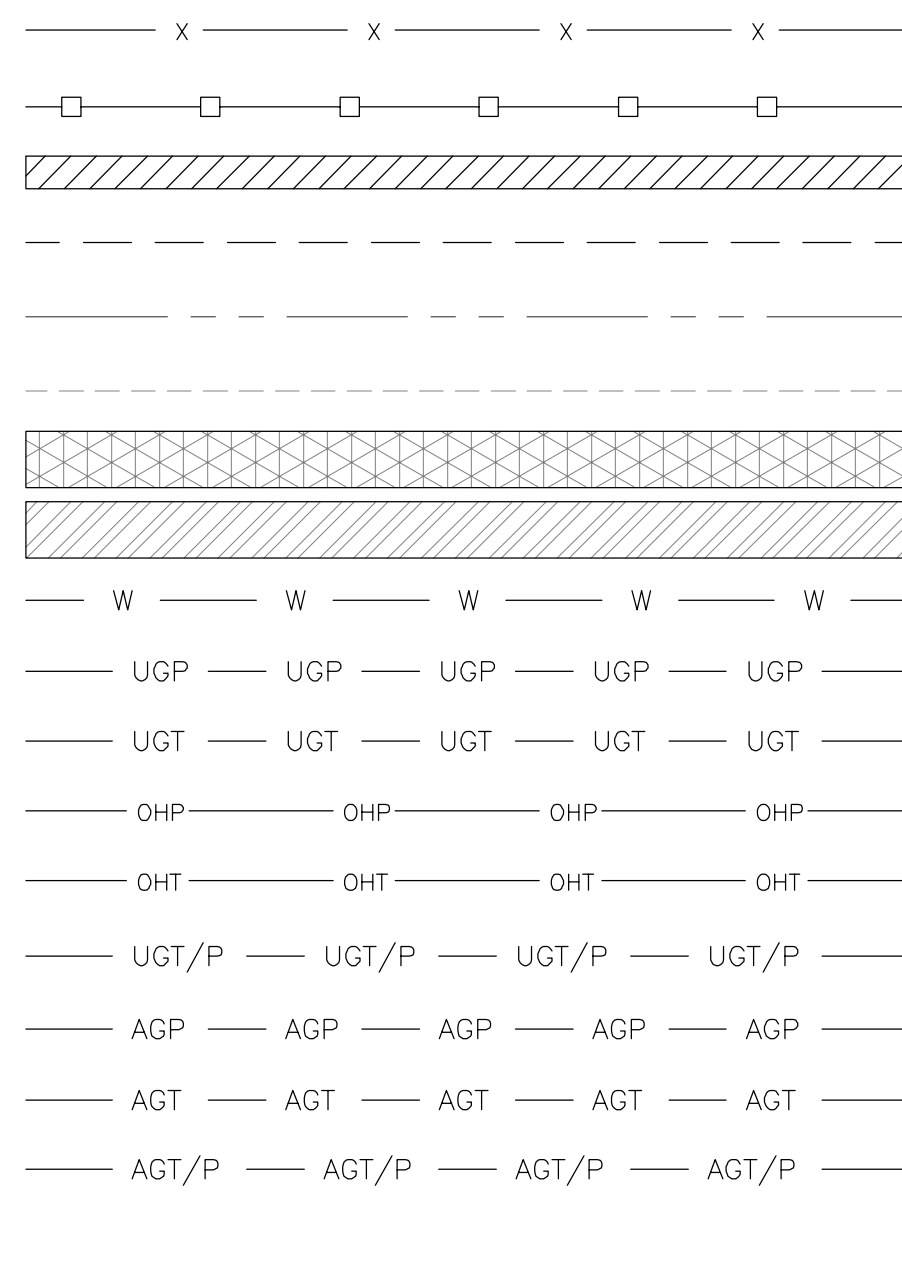 X X X X
W W W W W
UGP UGP UGP UGP UGP
UGT UGT UGT UGT UGT
OHP OHP OHP OHP
OHT OHT OHT OHT
UGT/P UGT/P UGT/P UGT/P
AGP AGP AGP AGP AGP
AGT AGT AGT AGT AGT
AGT/P AGT/P AGT/P AGT/P